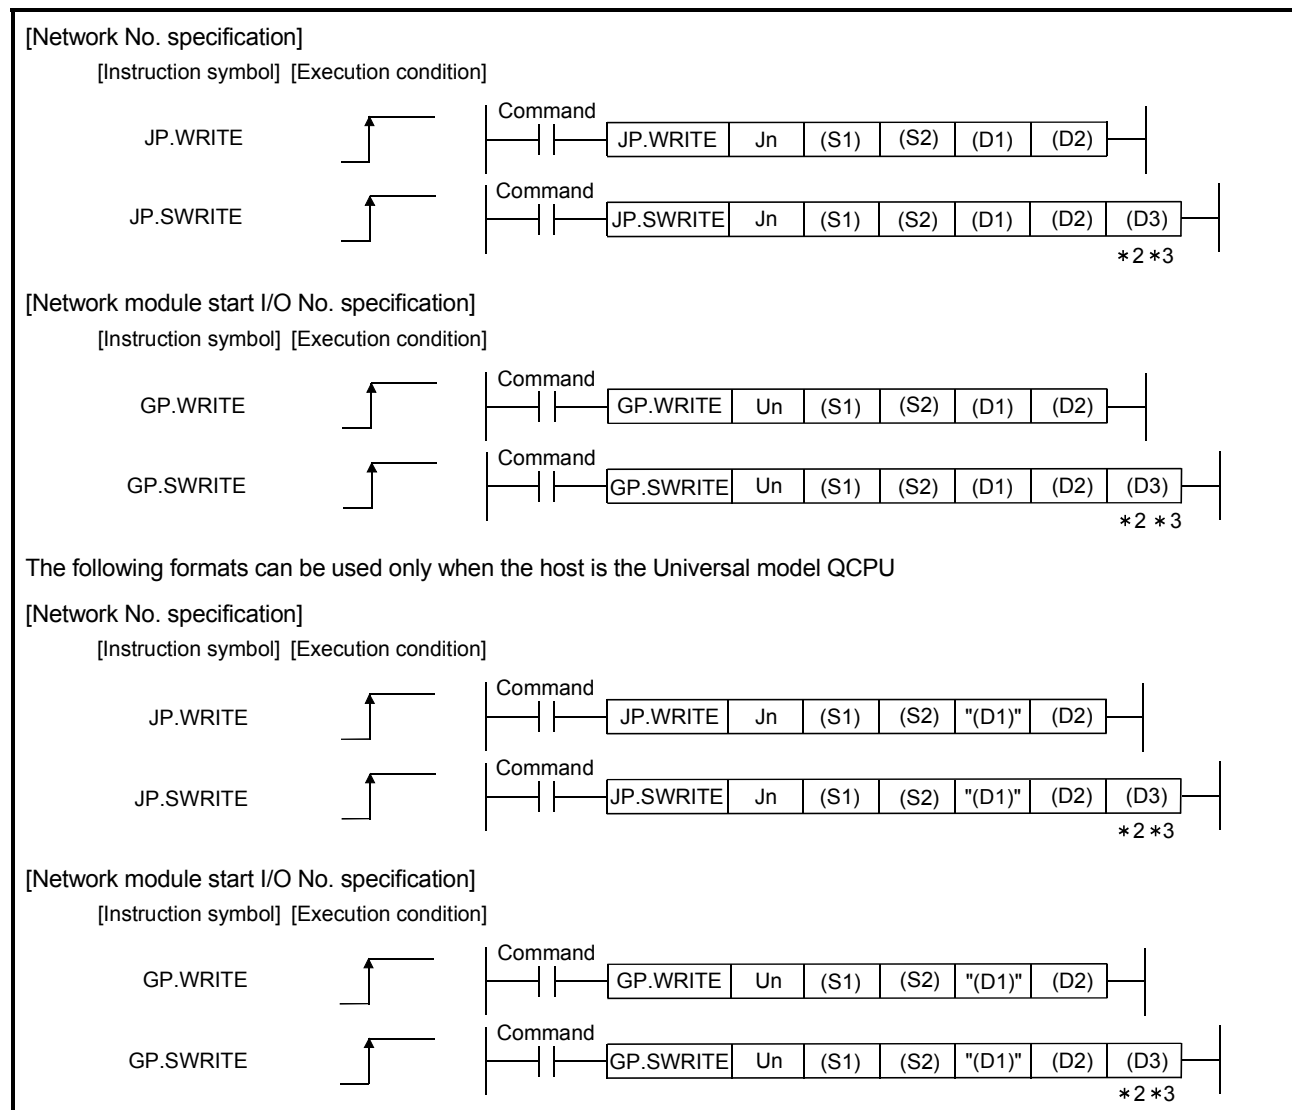 [Network No. specification]
[Instruction symbol] [Execution condition]
Command
JP.WRITE JP.WRITE Jn (S1) (S2) (D1) (D2)
Command
JP.SWRITE JP.SWRITE Jn (S1) (S2) (D1) (D2) (D3)
*2 *3
[Network module start I/O No. specification]
[Instruction symbol] [Execution condition]
Command
GP.WRITE GP.WRITE Un (S1) (S2) (D1) (D2)
Command
GP.SWRITE GP.SWRITE Un (S1) (S2) (D1) (D2) (D3)
*2 *3
The following formats can be used only when the host is the Universal model QCPU
[Network No. specification]
[Instruction symbol] [Execution condition]
Command
JP.WRITE JP.WRITE Jn (S1) (S2) "(D1)" (D2)
Command
JP.SWRITE JP.SWRITE Jn (S1) (S2) "(D1)" (D2) (D3)
*2 *3
[Network module start I/O No. specification]
[Instruction symbol] [Execution condition]
Command
GP.WRITE GP.WRITE Un (S1) (S2) "(D1)" (D2)
Command
GP.SWRITE GP.SWRITE Un (S1) (S2) "(D1)" (D2) (D3)
*2 *3